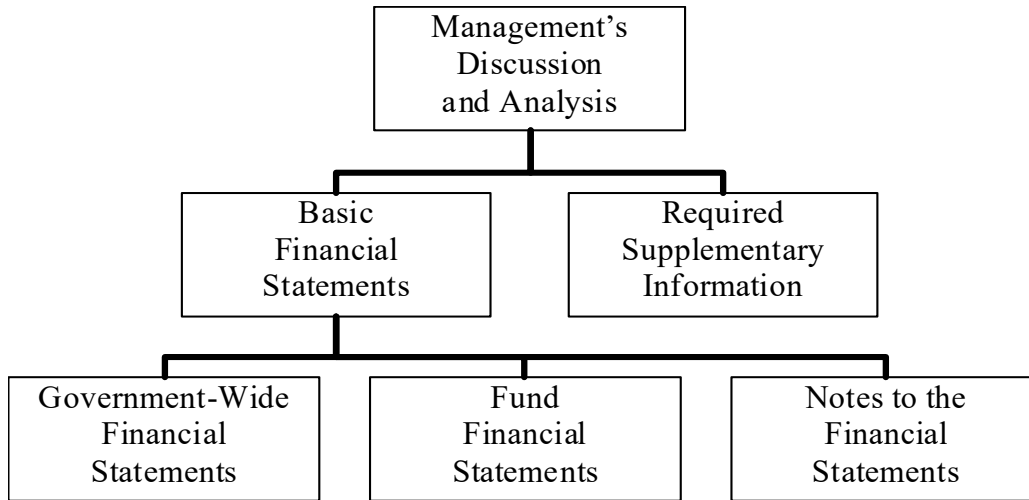 Management’s
Discussion
and Analysis
Basic
Financial
Statements
Required
Supplementary
Information
Government-Wide
Financial
Statements
Fund
Financial
Statements
Notes to the
Financial
Statements